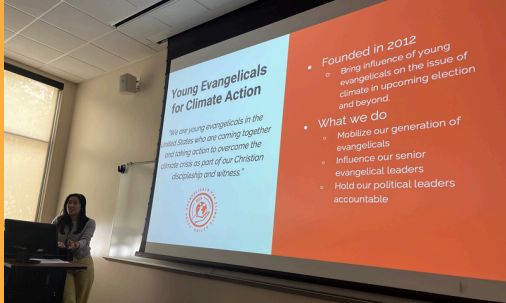 Young Evangelicals
for Climate Action
"We are young evangelicals in the
United States who are coming together
and taking action to overcome the
climate crisis as part of our Christian
discipleship and witness."
• Founded in 2012
○ Bring influence of young
evangelicals on the issue of
climate in upcoming election
and beyond.
• What we do
○ Mobilize our generation of
evangelicals
○ Influence our senior
evangelical leaders
○ Hold our political leaders
accountable